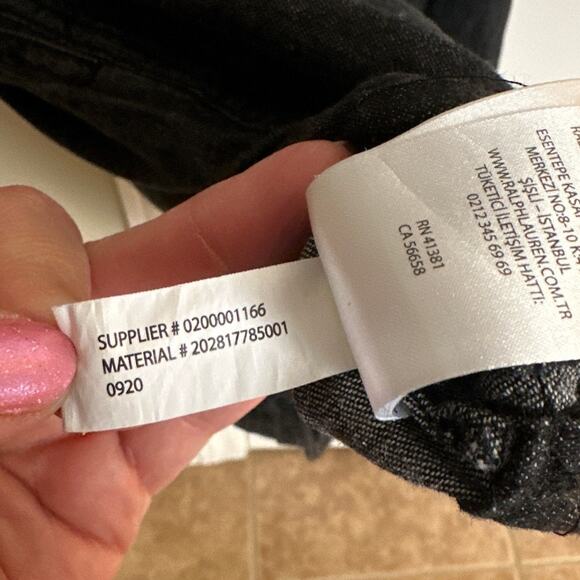 SUPPLIER # 0200001166
MATERIAL # 202817785001
0920
RN 41381
CA 56658
ESENTEPE
MERKEZİ NO:8-10
ŞİŞLİ - İSTANBUL
WWW.RALPHLAUREN.COM.TR
TÜKETİCİ İLETİŞİM HATTI:
0212 345 69 69